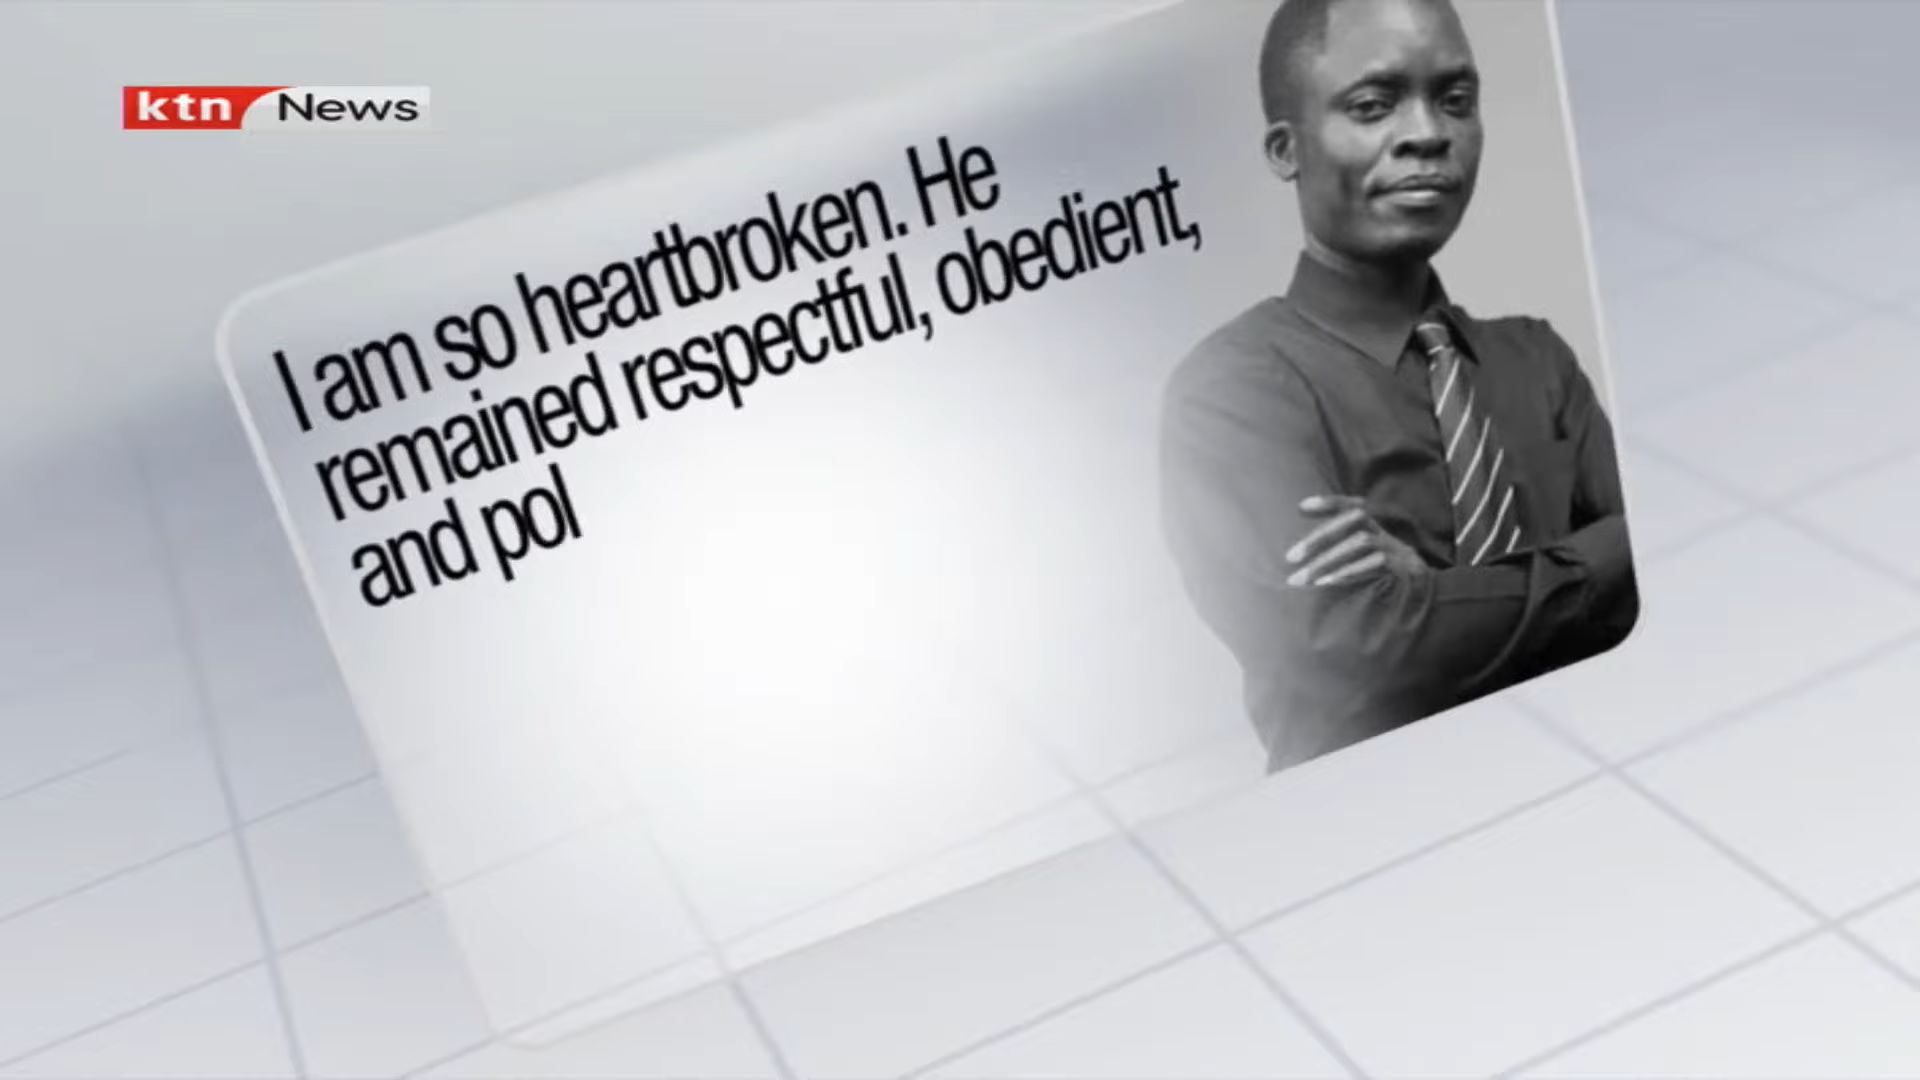 ktn News
I am so heartbroken. He
remained respectful, obedient,
and pol